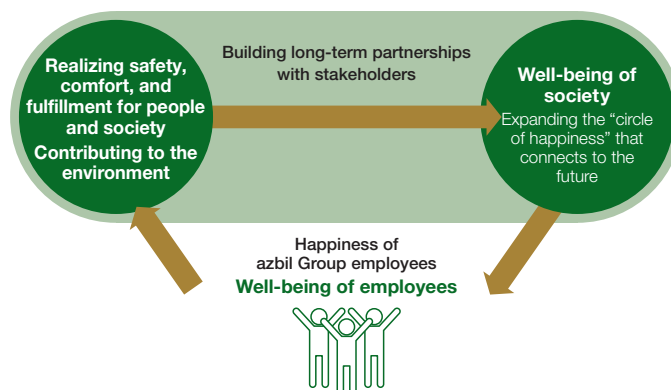 Realizing safety,
comfort, and
fulfillment for people
and society
Contributing to the
environment
Building long-term partnerships
with stakeholders
Well-being of
society
Expanding the “circle
of happiness” that
connects to the
future
Happiness of
azbil Group employees
Well-being of employees